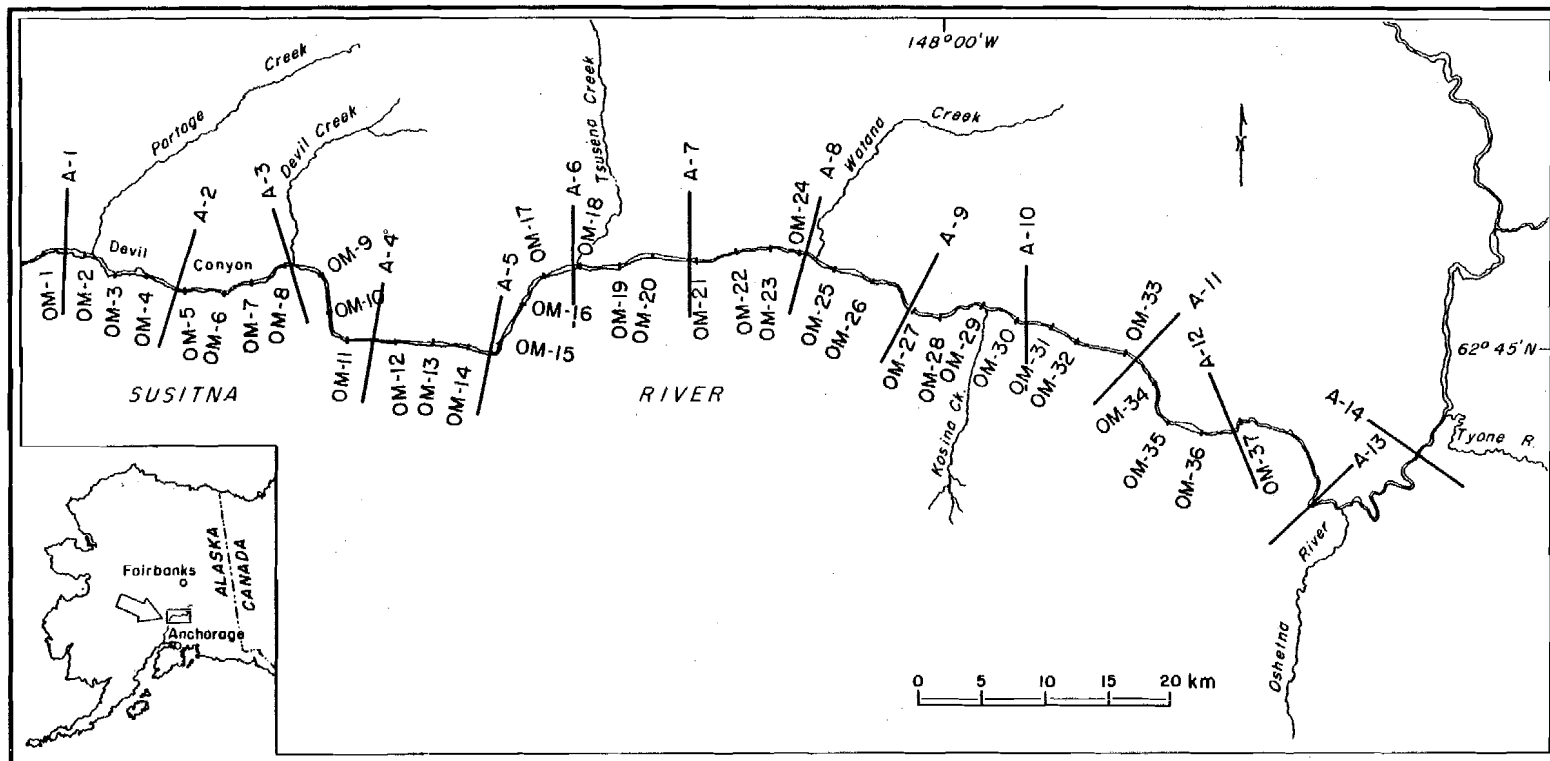 148°00'W
Portage Creek
Devil Creek
Tsusena Creek
Watana Creek
A-1
A-2
A-3
A-4
A-5
A-6
A-7
A-8
A-9
A-10
A-11
A-12
A-13
A-14
Devil Canyon
OM-1
OM-2
OM-3
OM-4
OM-5
OM-6
OM-7
OM-8
OM-9
OM-10
OM-11
OM-12
OM-13
OM-14
OM-15
OM-16
OM-17
OM-18
OM-19
OM-20
OM-21
OM-22
OM-23
OM-24
OM-25
OM-26
OM-27
OM-28
OM-29
OM-30
OM-31
OM-32
OM-33
OM-34
OM-35
OM-36
OM-37
62° 45'N
SUSITNA RIVER
Kosina Ck.
Tyone R.
Oshetna River
N
0 5 10 15 20 km
ALASKA
CANADA
Fairbanks
Anchorage